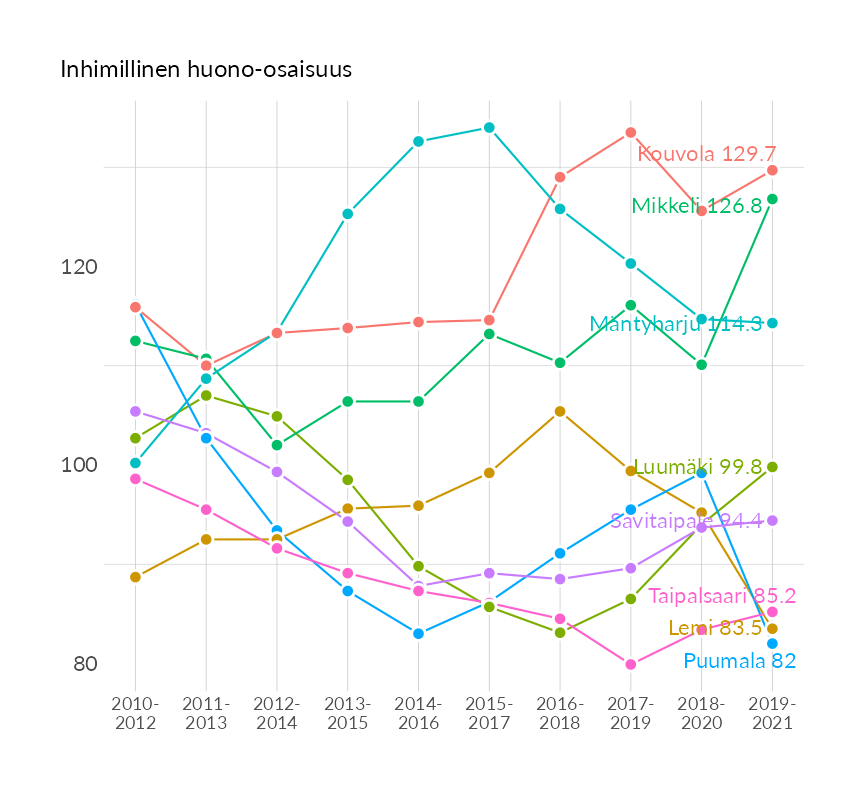 Inhimillinen huono-osaisuus
Kouvola 129.7
Mikkeli 126.8
120
Mäntyharju 114.3
100
Luumäki 99.8
Savitaipale 94.4
Taipalsaari 85.2
Lemi 83.5
80
Puumala 82
2010- 2011- 2012- 2013- 2014- 2015- 2016- 2017- 2018- 2019-
2012 2013 2014 2015 2016 2017 2018 2019 2020 2021